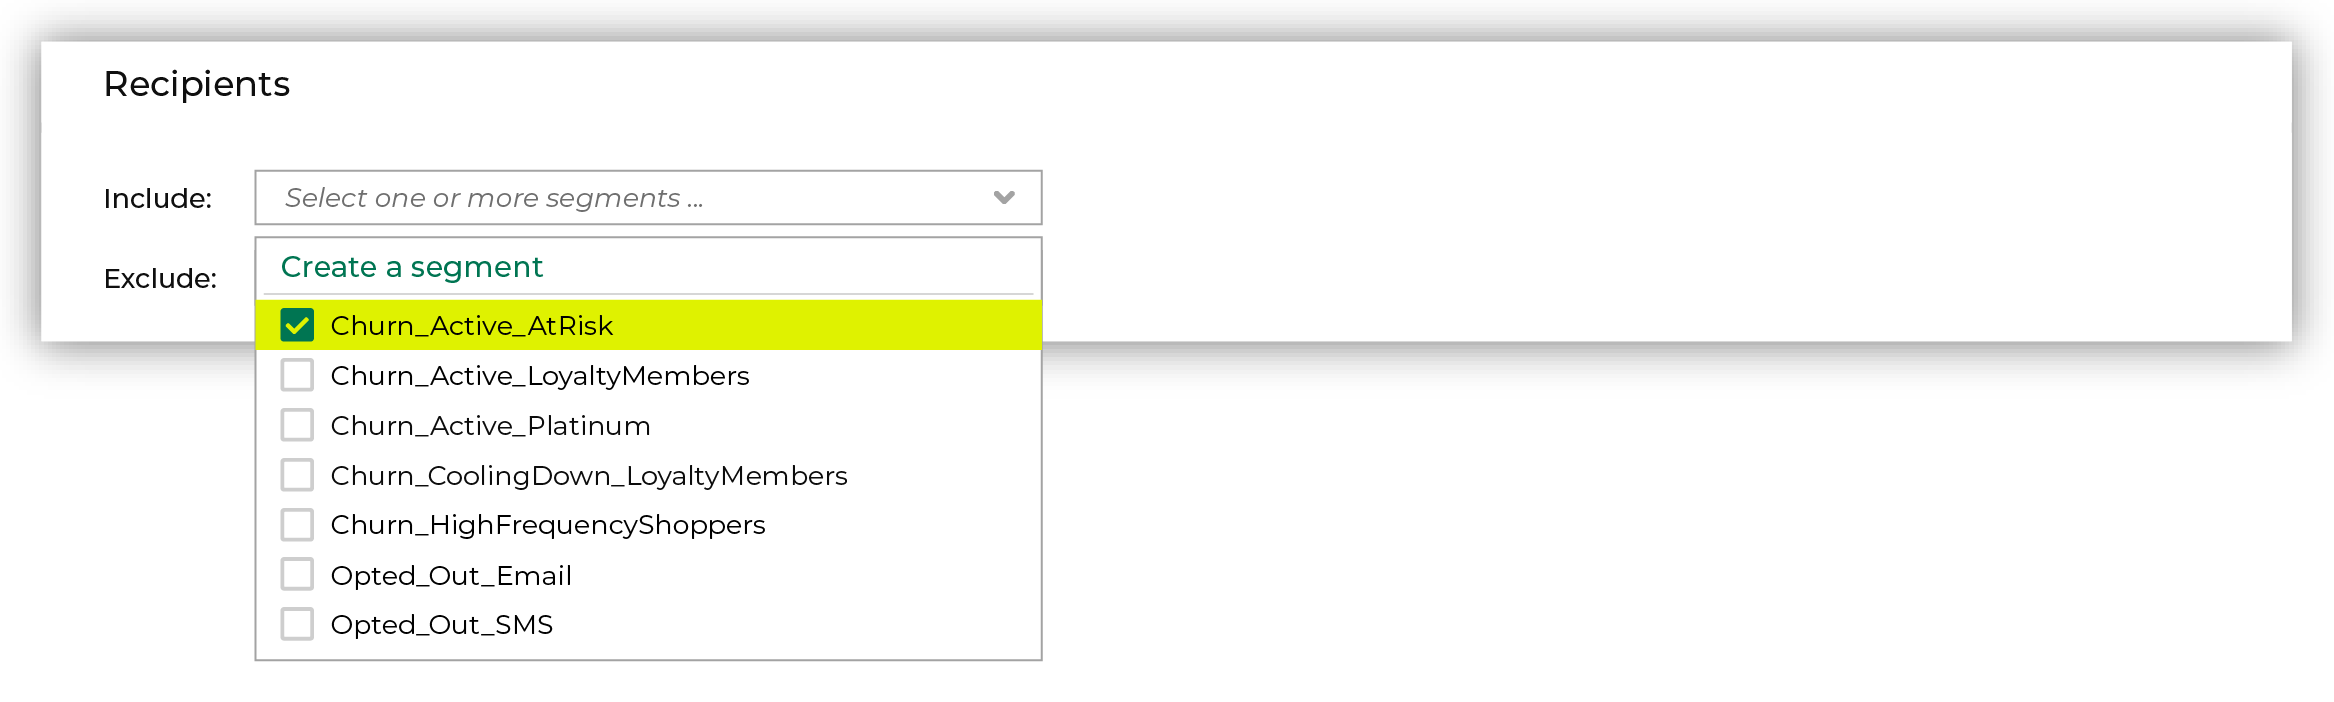 Recipients
Include:
Select one or more segments ...
Exclude:
Create a segment
Churn_Active_AtRisk
Churn_Active_LoyaltyMembers
Churn_Active_Platinum
Churn_CoolingDown_LoyaltyMembers
Churn_HighFrequencyShoppers
Opted_Out_Email
Opted_Out_SMS